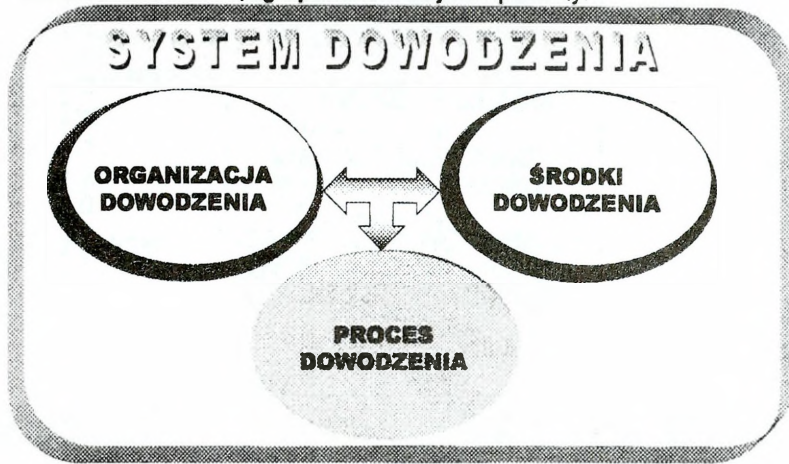 SYSTEM DOWODZENIA
ORGANIZACJA
DOWODZENIA
ŚRODKI
DOWODZENIA
PROCES
DOWODZENIA